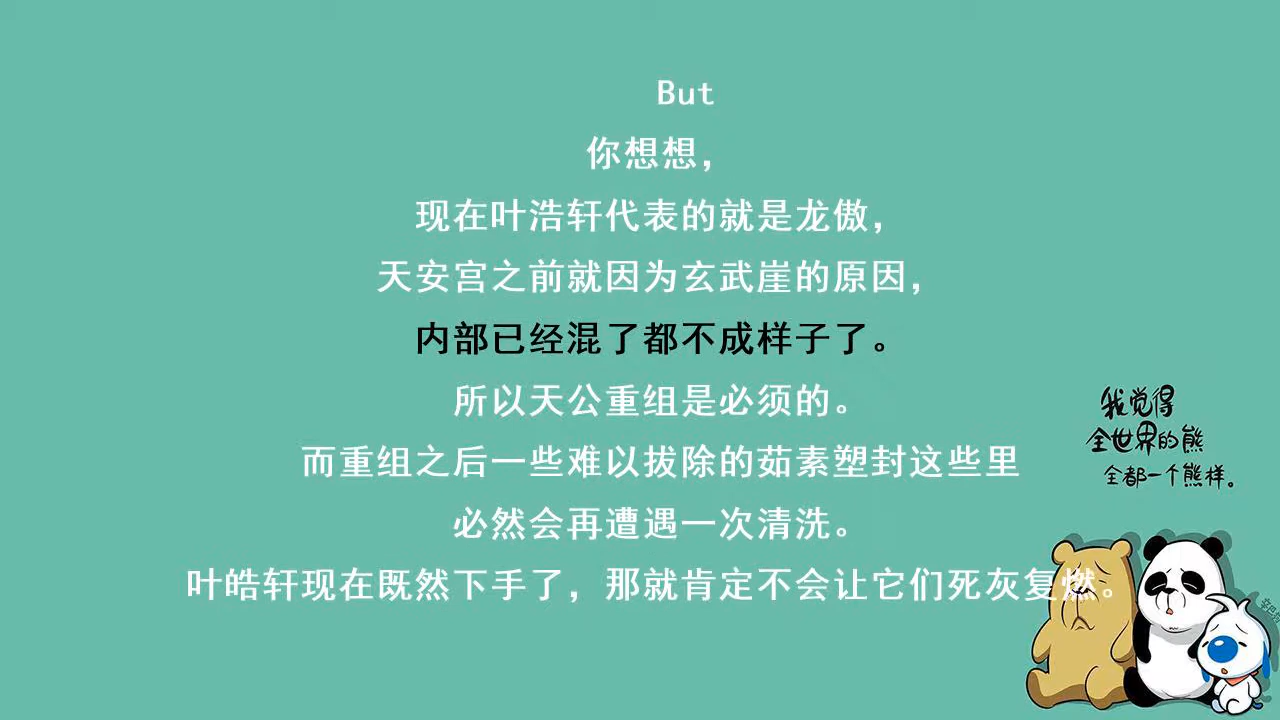 But
你想想，
现在叶浩轩代表的就是龙傲，
天安宫之前就因为玄武崖的原因，
内部已经混了都不成样子了。
所以天公重组是必须的。
而重组之后一些难以拔除的茹素塑封这些里
必然会再遭遇一次清洗。
叶皓轩现在既然下手了，那就肯定不会让它们死灰复燃。
我觉得
全世界的熊
全都一个熊样。